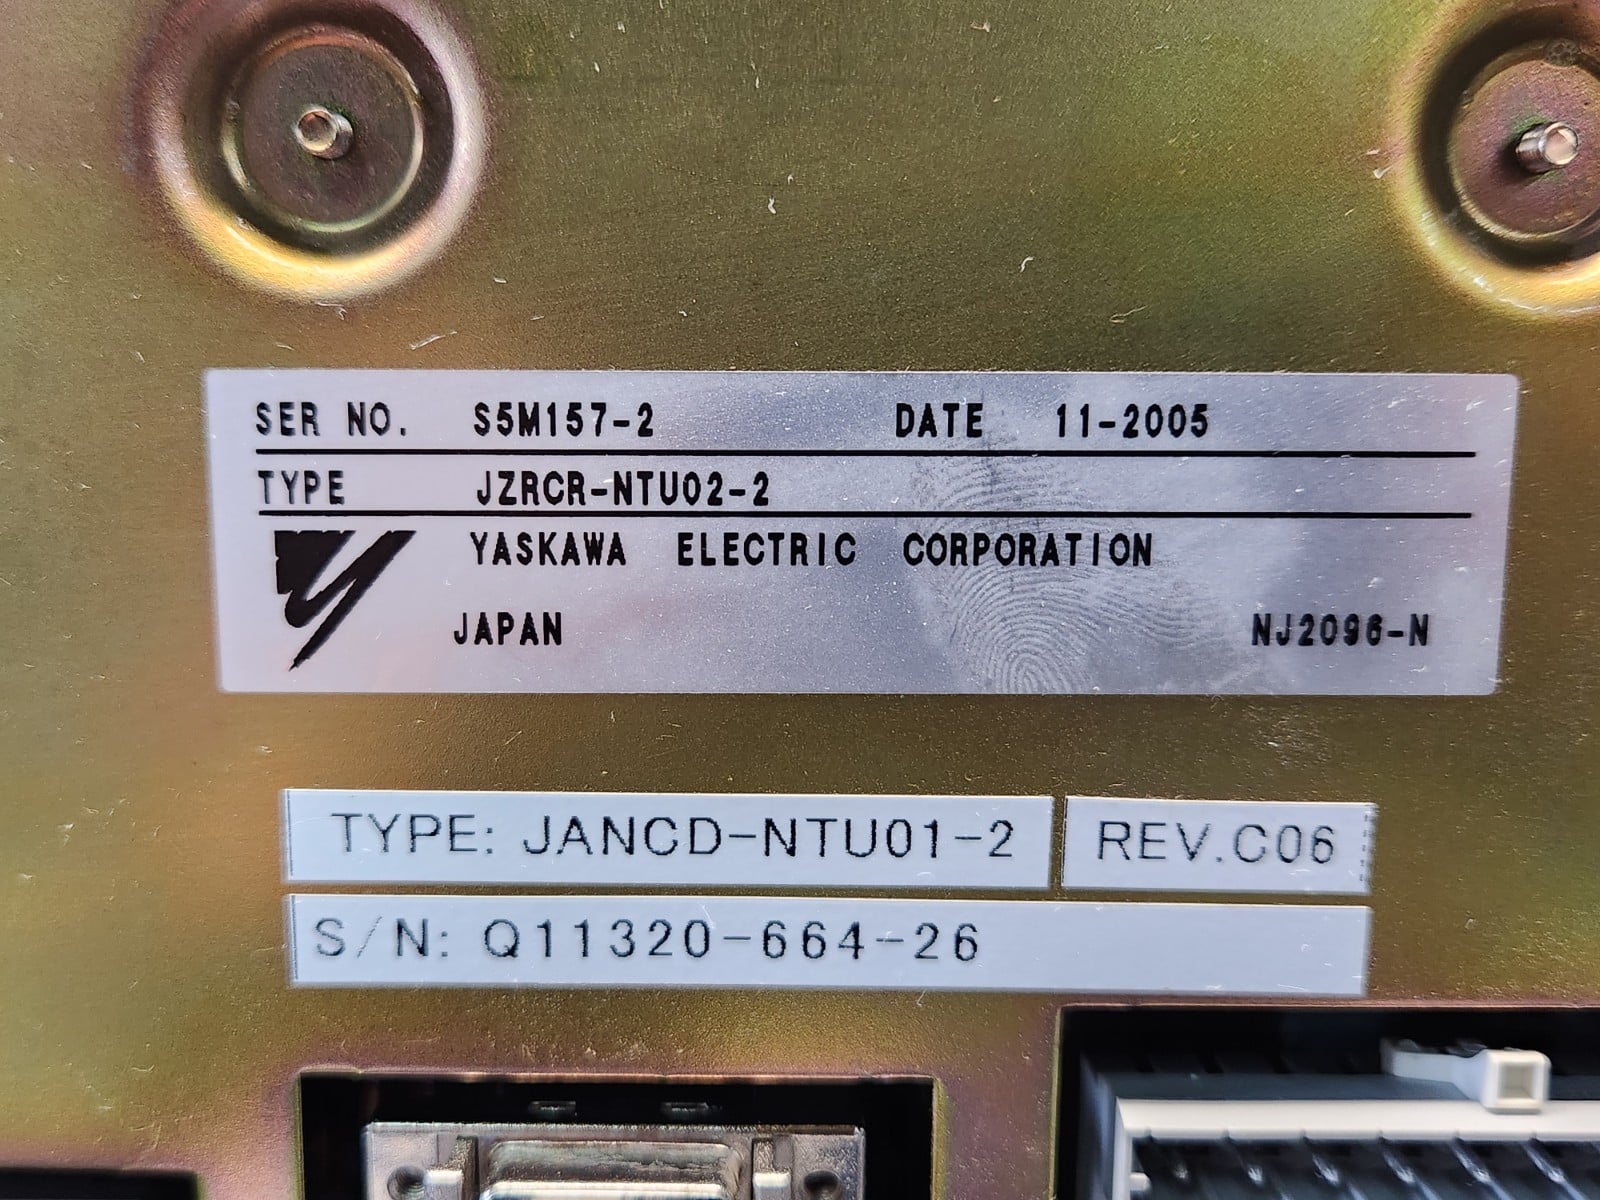 SER NO. S5M157-2 DATE 11-2005
TYPE JZRCR-NTU02-2
YASKAWA ELECTRIC CORPORATION
JAPAN NJ2096-N
TYPE: JANCD-NTU01-2 REV.C06
S/N: Q11320-664-26